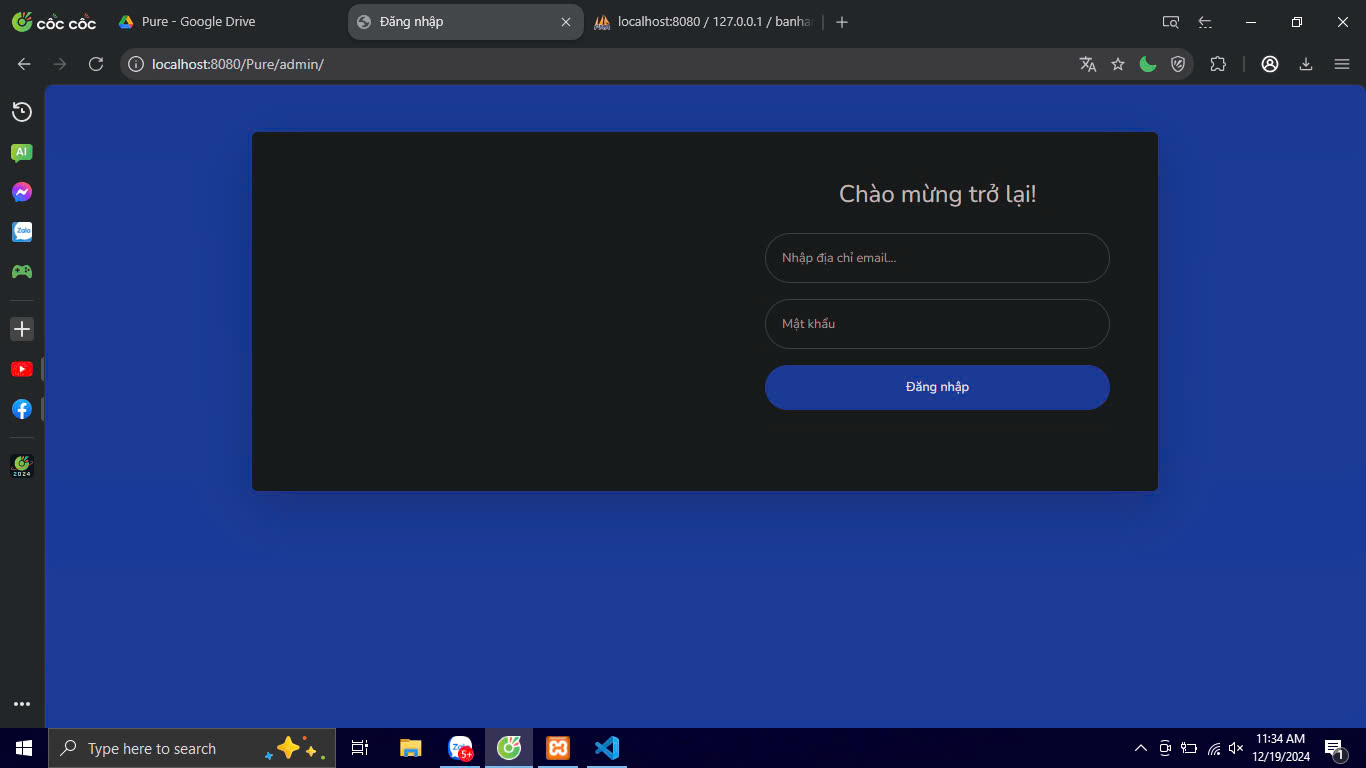 cốc cốc
Pure - Google Drive
Đăng nhập
localhost:8080 / 127.0.0.1 / banha
localhost:8080/Pure/admin/
AI
Zalo
2024
Chào mừng trở lại!
Nhập địa chỉ email...
Mật khẩu
Đăng nhập
Type here to search
5+
11:34 AM
12/19/2024
1